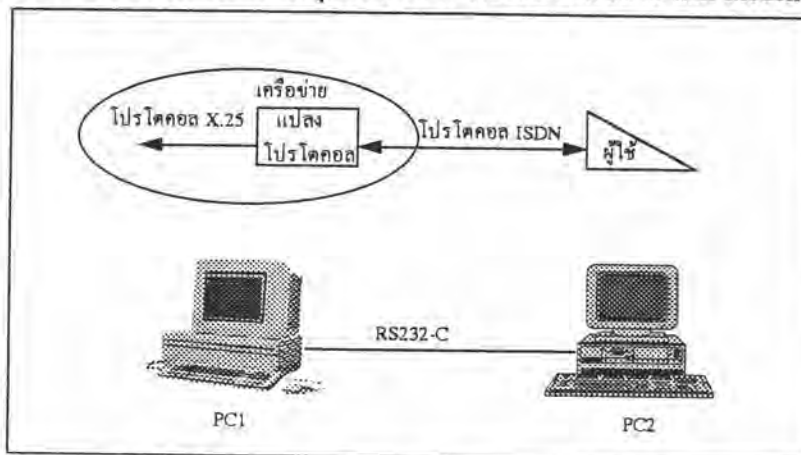 เครือข่าย
โปรโตคอล X.25
แปลง
โปรโตคอล
โปรโตคอล ISDN
ผู้ใช้
RS232-C
PC1
PC2